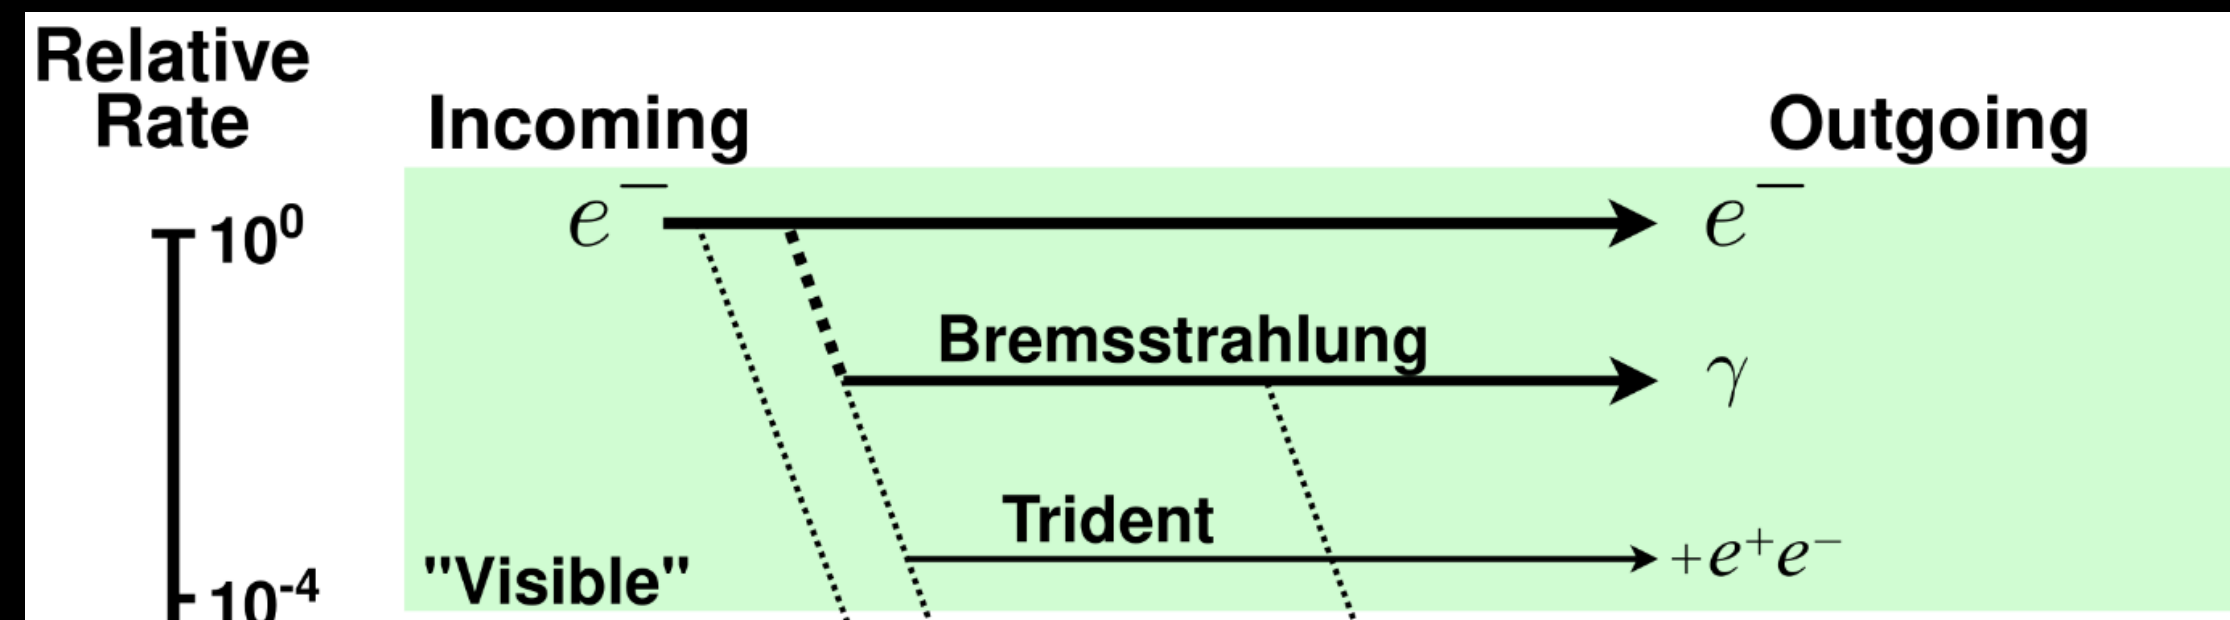 Relative
Rate
Incoming
Outgoing
e⁻
e⁻
10⁰
Bremsstrahlung
γ
Trident
+e⁺e⁻
"Visible"
10⁻⁴